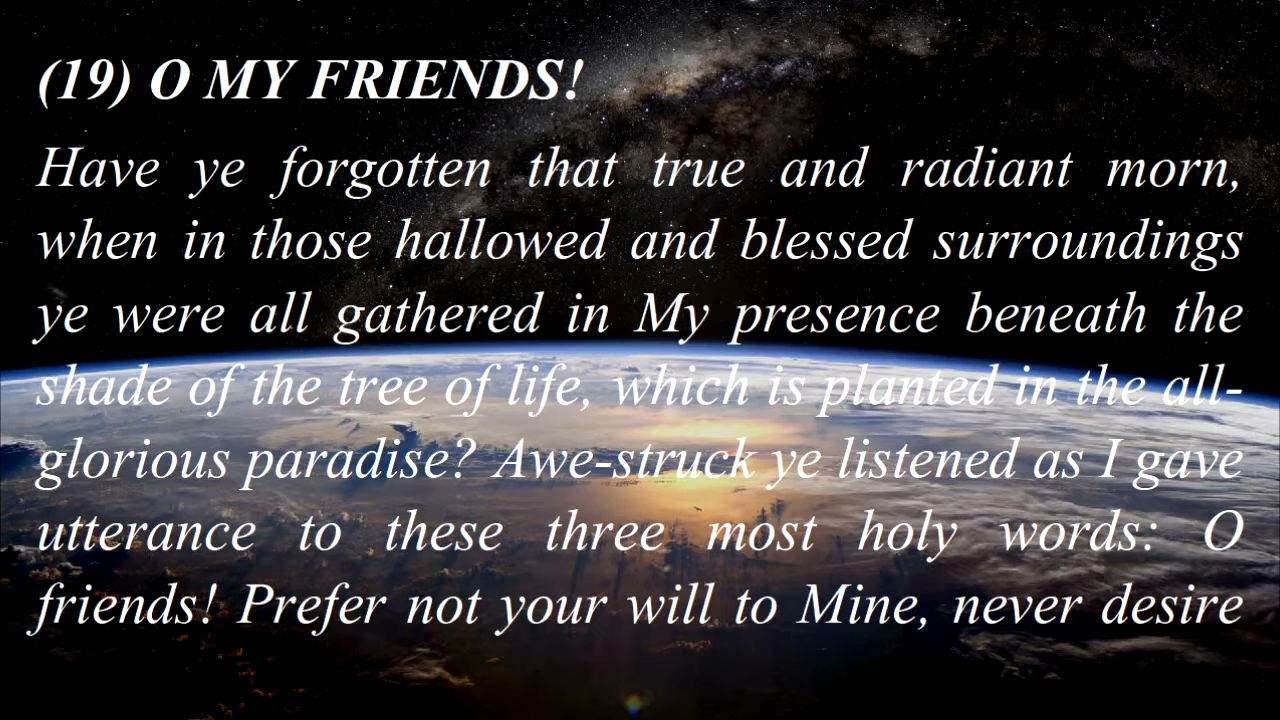 (19) O MY FRIENDS!
Have ye forgotten that true and radiant morn,
when in those hallowed and blessed surroundings
ye were all gathered in My presence beneath the
shade of the tree of life, which is planted in the all-
glorious paradise? Awe-struck ye listened as I gave
utterance to these three most holy words: O
friends! Prefer not your will to Mine, never desire